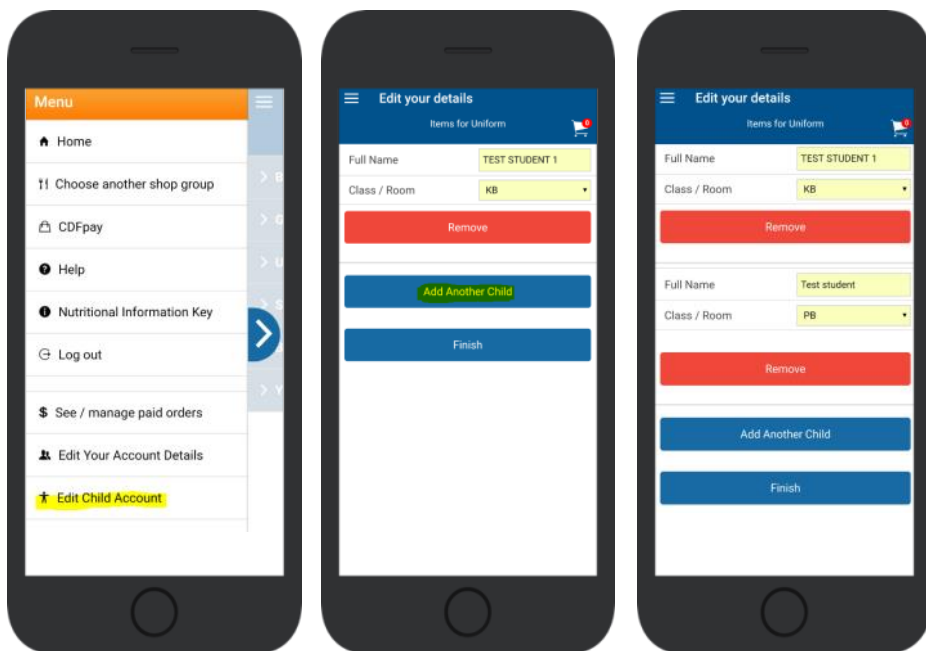 Menu
Home
Choose another shop group
CDFpay
Help
Nutritional Information Key
Log out
$ See / manage paid orders
Edit Your Account Details
Edit Child Account
B
G
U
S
Y
Edit your details
Items for Uniform
0
Full Name TEST STUDENT 1
Class / Room KB
Remove
Add Another Child
Finish
Edit your details
Items for Uniform
0
Full Name TEST STUDENT 1
Class / Room KB
Remove
Full Name Test student
Class / Room PB
Remove
Add Another Child
Finish